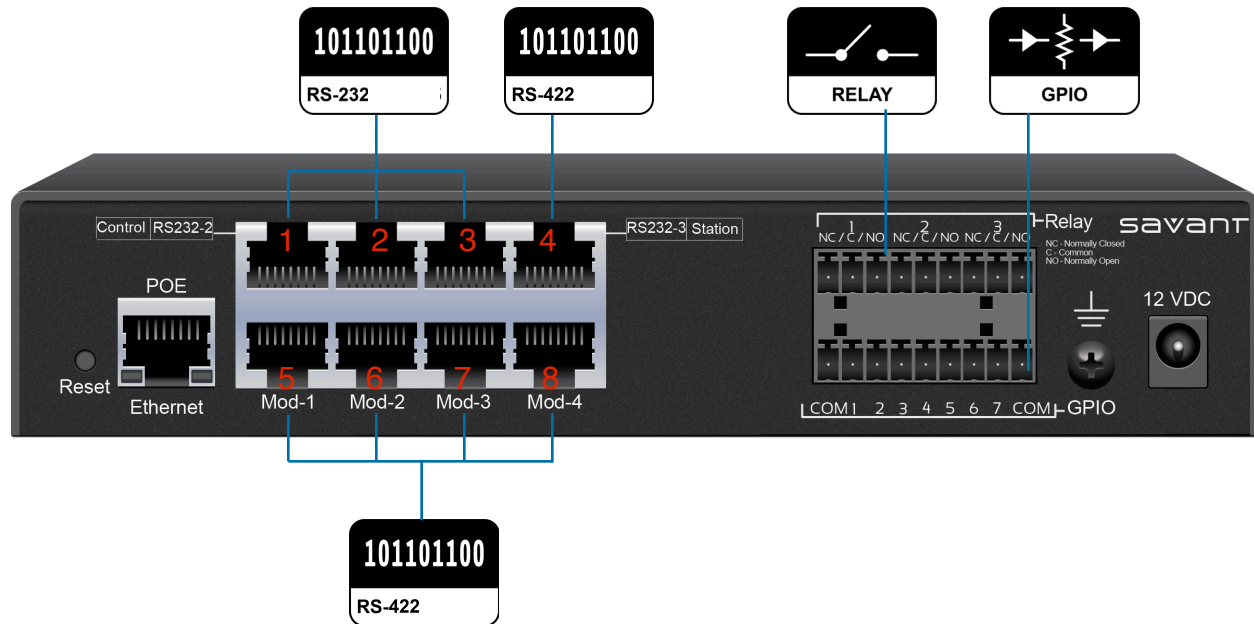 101101100
RS-232
101101100
RS-422
RELAY
GPIO
Control RS232-2
1
2
3
4
RS232-3 Station
1 2 3
NC / C / NO NC / C / NO NC / C / NO
Relay
savant
NC - Normally Closed
C - Common
NO - Normally Open
POE
12 VDC
Reset
Ethernet
5
6
7
8
Mod-1
Mod-2
Mod-3
Mod-4
COM 1 2 3 4 5 6 7 COM
GPIO
101101100
RS-422